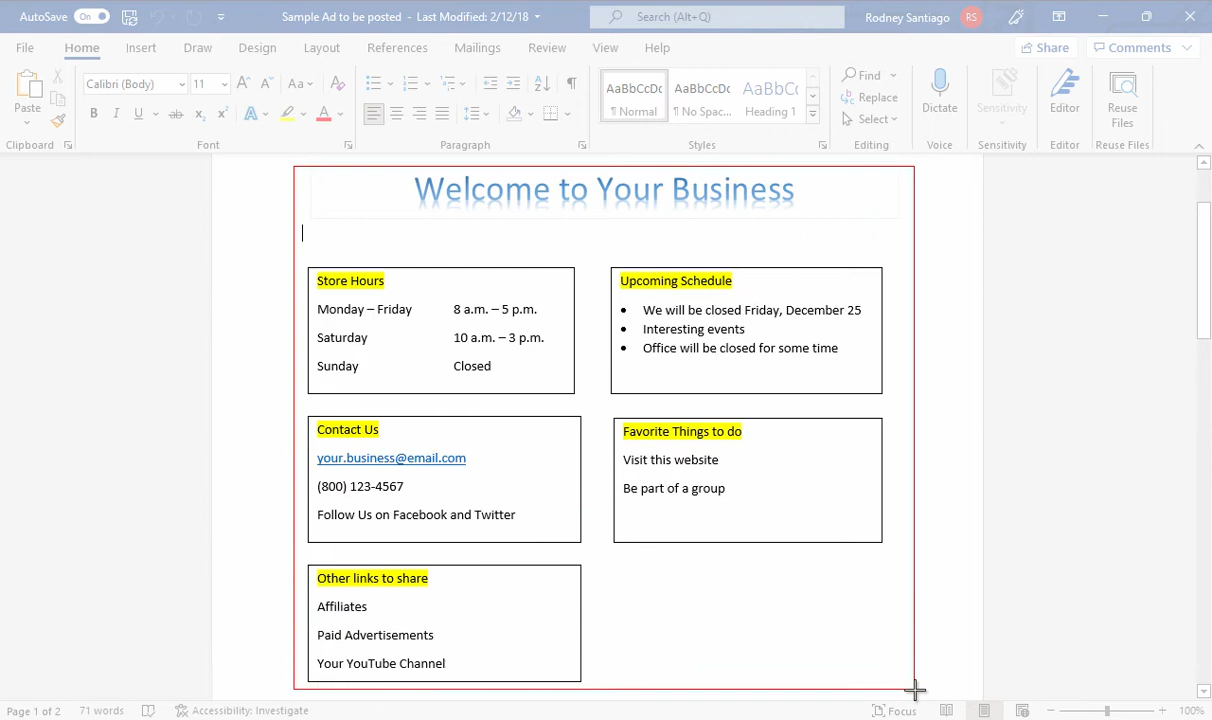 AutoSave On Sample Ad to be posted - Last Modified: 2/12/18 Search (Alt+Q) Rodney Santiago RS
File Home Insert Draw Design Layout References Mailings Review View Help Share Comments
Calibri (Body) 11 A A Aa A AaBbCcDc AaBbCcDc AaBbCc Find
Paste B I U ab x₂ x² A A ¶ Normal ¶ No Spac... Heading 1 Replace Select Dictate Sensitivity Editor Reuse Files
Clipboard Font Paragraph Styles Editing Voice Sensitivity Editor Reuse Files
Welcome to Your Business
Store Hours
Monday – Friday 8 a.m. – 5 p.m.
Saturday 10 a.m. – 3 p.m.
Sunday Closed
Upcoming Schedule
• We will be closed Friday, December 25
• Interesting events
• Office will be closed for some time
Contact Us
your.business@email.com
(800) 123-4567
Follow Us on Facebook and Twitter
Favorite Things to do
Visit this website
Be part of a group
Other links to share
Affiliates
Paid Advertisements
Your YouTube Channel
Page 1 of 2 71 words Accessibility: Investigate Focus 100%